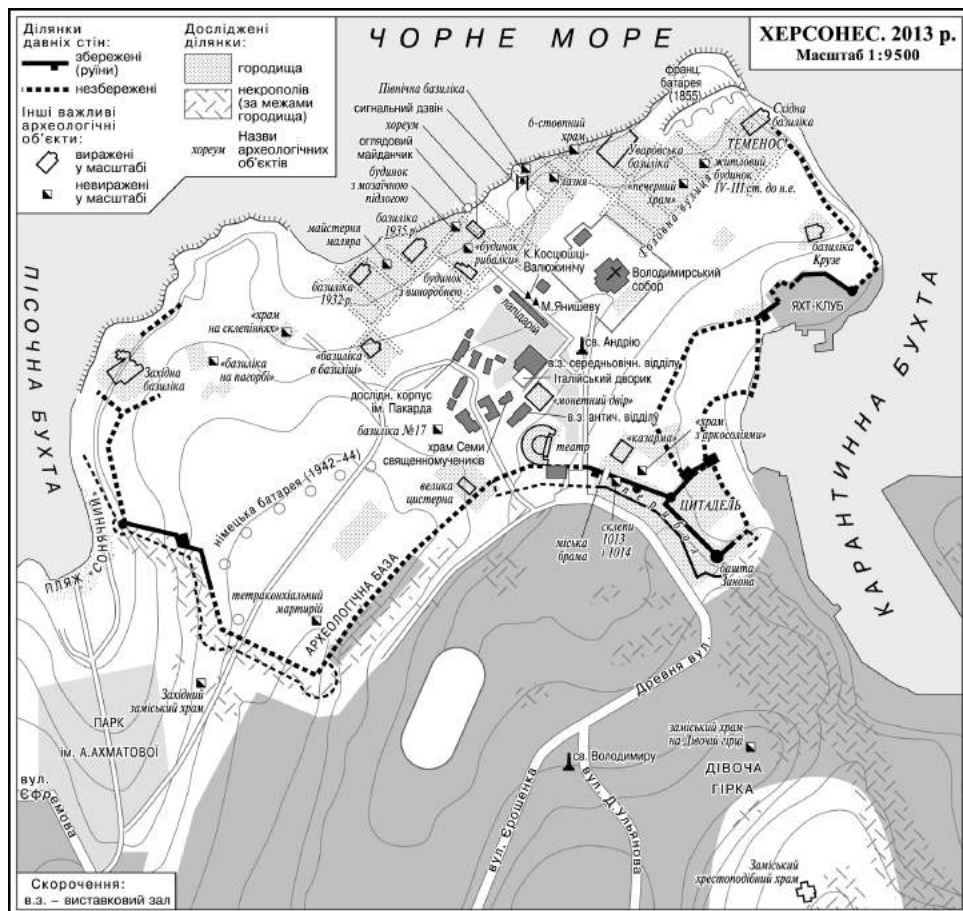 ЧОРНЕ МОРЕ
ХЕРСОНЕС. 2013 р.
Масштаб 1:9500
Ділянки
давніх стін:
збережені
(руїни)
незбережені
Інші важливі
археологічні
об'єкти:
виражені
у масштабі
невиражені
у масштабі
Досліджені
ділянки:
городища
некрополів
(за межами
городища)
хореум
Назви
археологічних
об'єктів
франц.
батарея
(1855)
Північна базиліка
сигнальний дзвін
хореум
оглядовий
майданчик
будинок
з мозаїчною
підлогою
6-стовпний
храм
Уваровська
базиліка
Східна
базиліка
ТЕМЕНОС
житловий
будинок
IV-III ст. до н.е.
лазня
«печерний
храм»
Головна вулиця
базиліка
1935.р
майстерня
маляра
«будинок
рибалки»
базиліка
1932-р.
будинок
з виноробнею
К.Косцюшці-
Валюжинічу
Володимирський
собор
базиліка
Крузе
ЯХТ-КЛУБ
М.Янишеву
лапідарій
ПІСОЧНА БУХТА
КАРАНТИННА БУХТА
«храм
на склепіннях»
«базиліка
на пагорбі»
«базиліка
в базиліці»
Західна
базиліка
св. Андрію
в.з. середньовічн. відділу
Італійський дворик
«монетний двір»
дослідн. корпус
ім. Пакарда
в.з. антич. відділу
базиліка №17
храм Семи
священномучеників
театр
«казарма»
«храм
з аркосоліями»
німецька батарея (1942–44)
велика
цистерна
ЦИТАДЕЛЬ
перибол
міська
брама
склепи
1013
і 1014
башта
Зинона
ПЛЯЖ "СОНЯЧНИЙ"
АРХЕОЛОГІЧНА БАЗА
тетраконхіальний
мартирій
Західний
заміський храм
Древня вул.
ПАРК
ім. А.АХМАТОВОЇ
заміський храм
на Дівочій гірці
св. Володимиру
ДІВОЧА
ГІРКА
вул.
Єфремова
вул. Єрошенка
вул. Д.Ульянова
Заміський
хрестоподібний храм
Скорочення:
в.з. – виставковий зал